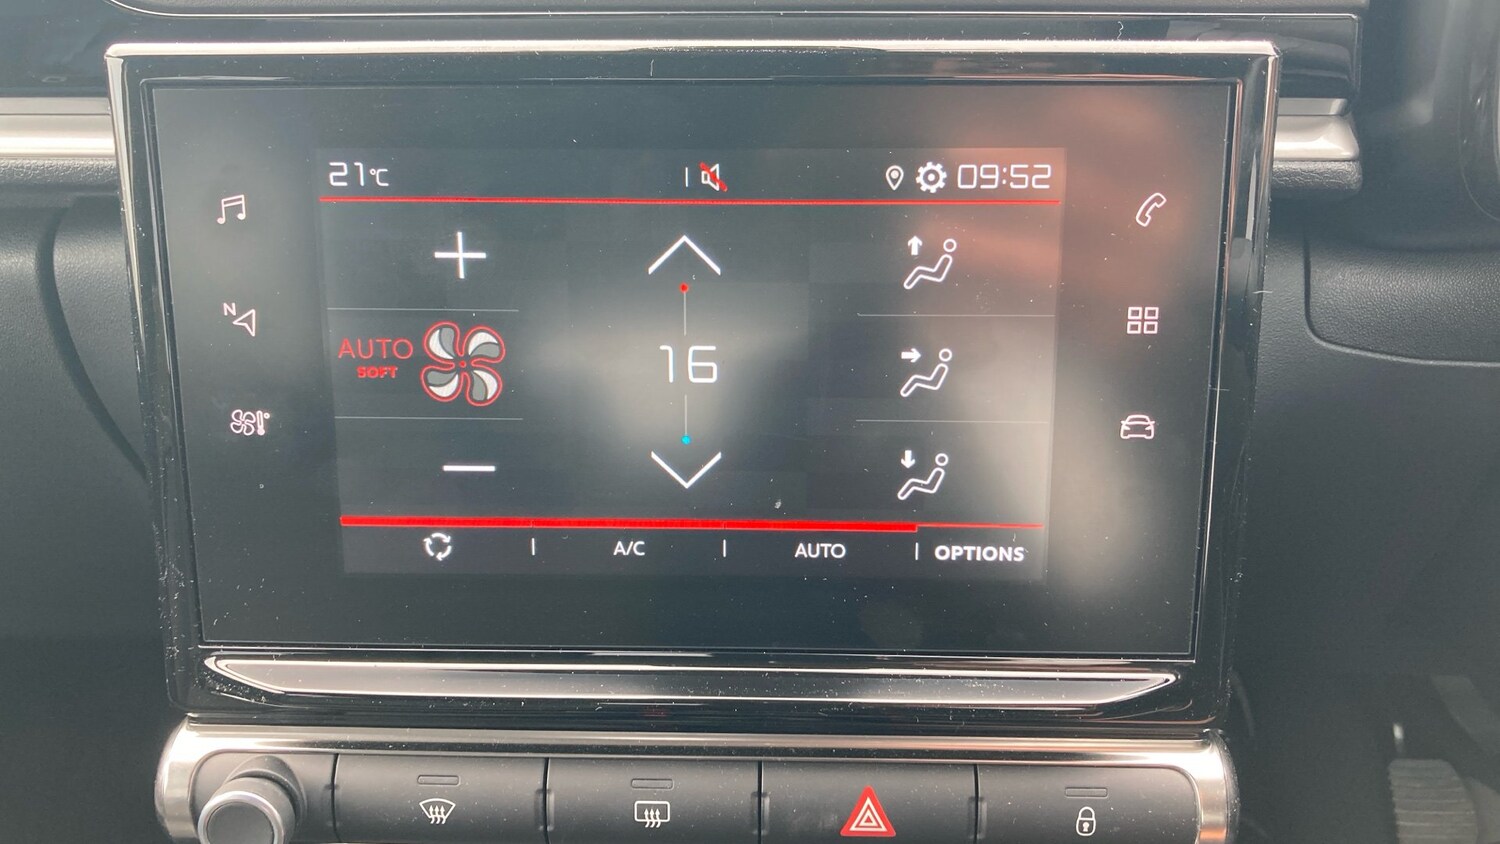 21°C
09:52
N
AUTO
SOFT
16
A/C
AUTO
OPTIONS